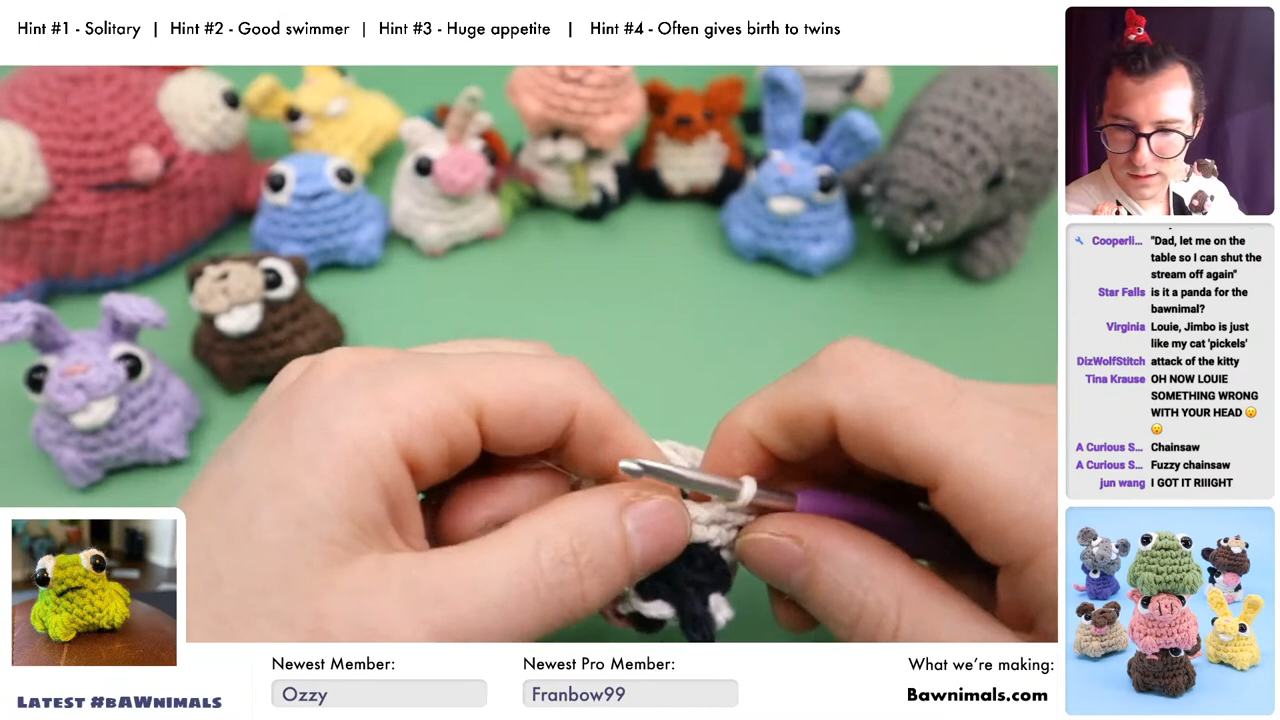 Hint #1 - Solitary | Hint #2 - Good swimmer | Hint #3 - Huge appetite | Hint #4 - Often gives birth to twins
Cooperli... "Dad, let me on the
table so I can shut the
stream off again"
Star Falls is it a panda for the
bawnimal?
Virginia Louie, Jimbo is just
like my cat 'pickels'
DizWolfStitch attack of the kitty
Tina Krause OH NOW LOUIE
SOMETHING WRONG
WITH YOUR HEAD 😮
😮
A Curious S... Chainsaw
A Curious S... Fuzzy chainsaw
jun wang I GOT IT RIIIGHT
Latest #bAWnimals
Newest Member:
Ozzy
Newest Pro Member:
Franbow99
What we're making:
Bawnimals.com